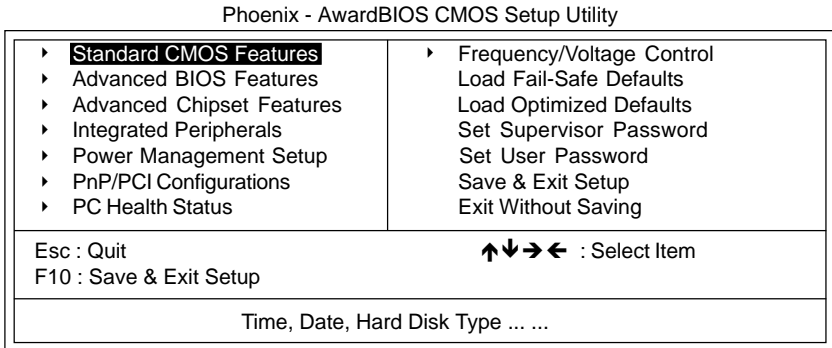 Phoenix - AwardBIOS CMOS Setup Utility
‣ Standard CMOS Features
‣ Advanced BIOS Features
‣ Advanced Chipset Features
‣ Integrated Peripherals
‣ Power Management Setup
‣ PnP/PCI Configurations
‣ PC Health Status
‣ Frequency/Voltage Control
Load Fail-Safe Defaults
Load Optimized Defaults
Set Supervisor Password
Set User Password
Save & Exit Setup
Exit Without Saving
Esc : Quit
F10 : Save & Exit Setup
↑↓→← : Select Item
Time, Date, Hard Disk Type ... ...